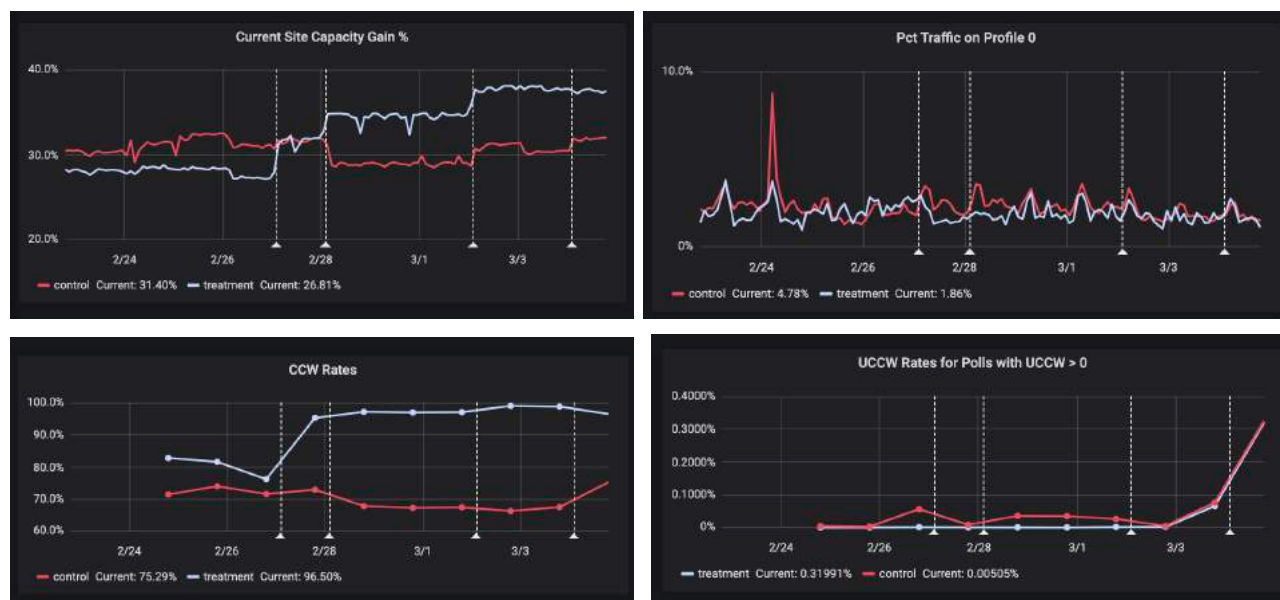 Current Site Capacity Gain %
40.0%
30.0%
20.0%
2/24 2/26 2/28 3/1 3/3
control Current: 31.40% treatment Current: 26.81%
Pct Traffic on Profile 0
10.0%
0%
2/24 2/26 2/28 3/1 3/3
control Current: 4.78% treatment Current: 1.86%
CCW Rates
100.0%
90.0%
80.0%
70.0%
60.0%
2/24 2/26 2/28 3/1 3/3
control Current: 75.29% treatment Current: 96.50%
UCCW Rates for Polls with UCCW > 0
0.4000%
0.3000%
0.2000%
0.1000%
0%
2/24 2/26 2/28 3/1 3/3
treatment Current: 0.31991% control Current: 0.00505%